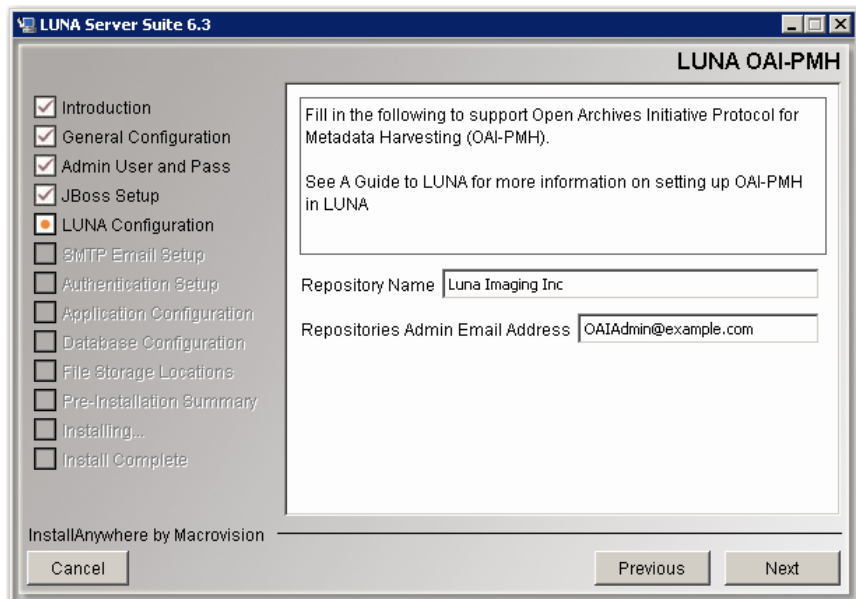 LUNA Server Suite 6.3
LUNA OAI-PMH
Introduction
General Configuration
Admin User and Pass
JBoss Setup
LUNA Configuration
SMTP Email Setup
Authentication Setup
Application Configuration
Database Configuration
File Storage Locations
Pre-Installation Summary
Installing...
Install Complete
Fill in the following to support Open Archives Initiative Protocol for
Metadata Harvesting (OAI-PMH).
See A Guide to LUNA for more information on setting up OAI-PMH
in LUNA
Repository Name Luna Imaging Inc
Repositories Admin Email Address OAIAdmin@example.com
InstallAnywhere by Macrovision
Cancel Previous Next